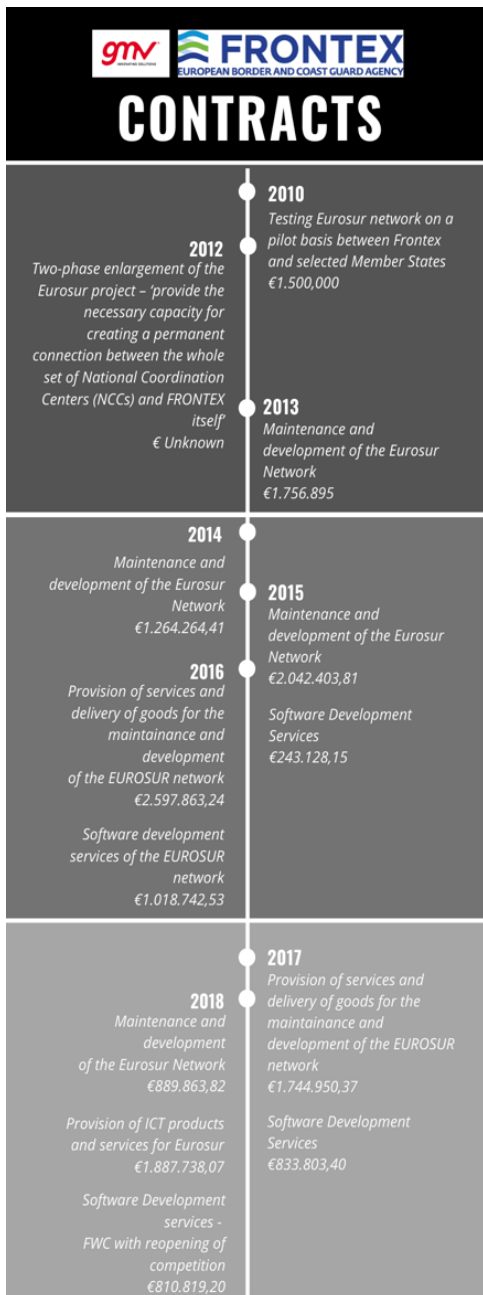 gmv
INNOVATING SOLUTIONS
FRONTEX
EUROPEAN BORDER AND COAST GUARD AGENCY
CONTRACTS
2010
Testing Eurosur network on a
pilot basis between Frontex
and selected Member States
€1.500,000
2012
Two-phase enlargement of the
Eurosur project – ‘provide the
necessary capacity for
creating a permanent
connection between the whole
set of National Coordination
Centers (NCCs) and FRONTEX
itself’
€ Unknown
2013
Maintenance and
development of the Eurosur
Network
€1.756.895
2014
Maintenance and
development of the Eurosur
Network
€1.264.264,41
2015
Maintenance and
development of the Eurosur
Network
€2.042.403,81
Software Development
Services
€243.128,15
2016
Provision of services and
delivery of goods for the
maintainance and
development
of the EUROSUR network
€2.597.863,24
Software development
services of the EUROSUR
network
€1.018.742,53
2017
Provision of services and
delivery of goods for the
maintainance and
development of the EUROSUR
network
€1.744.950,37
Software Development
Services
€833.803,40
2018
Maintenance and
development
of the Eurosur Network
€889.863,82
Provision of ICT products
and services for Eurosur
€1.887.738,07
Software Development
services -
FWC with reopening of
competition
€810.819,20